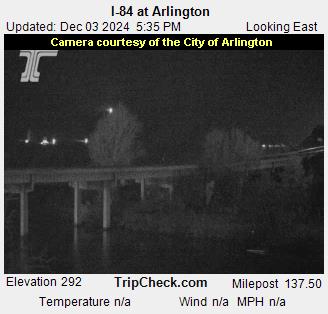 I-84 at Arlington
Updated: Dec 03 2024 5:35 PM Looking East
Camera courtesy of the City of Arlington
Elevation 292 TripCheck.com Milepost 137.50
Temperature n/a Wind n/a MPH n/a